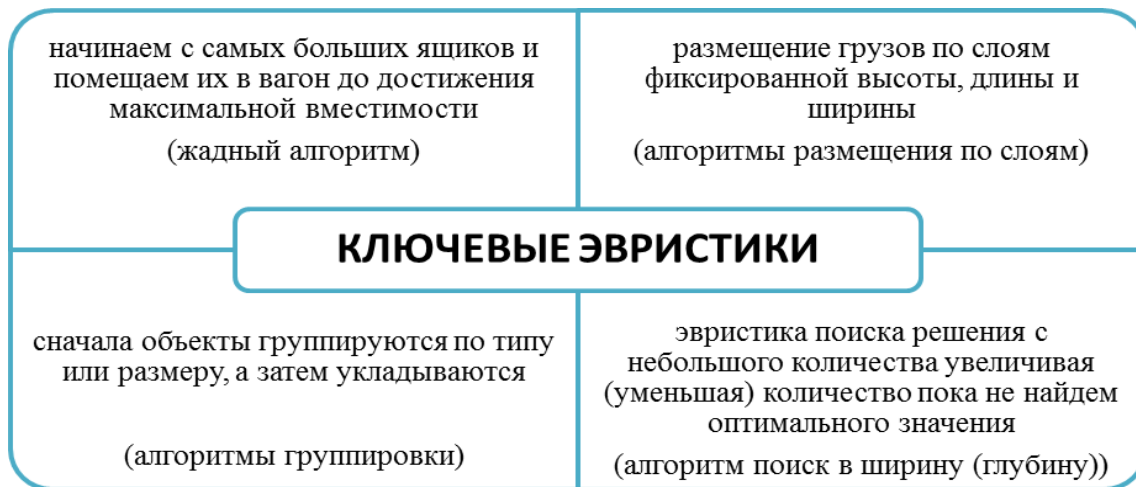 начинаем с самых больших ящиков и
помещаем их в вагон до достижения
максимальной вместимости
(жадный алгоритм)
размещение грузов по слоям
фиксированной высоты, длины и
ширины
(алгоритмы размещения по слоям)
КЛЮЧЕВЫЕ ЭВРИСТИКИ
сначала объекты группируются по типу
или размеру, а затем укладываются
(алгоритмы группировки)
эвристика поиска решения с
небольшого количества увеличивая
(уменьшая) количество пока не найдем
оптимального значения
(алгоритм поиск в ширину (глубину))